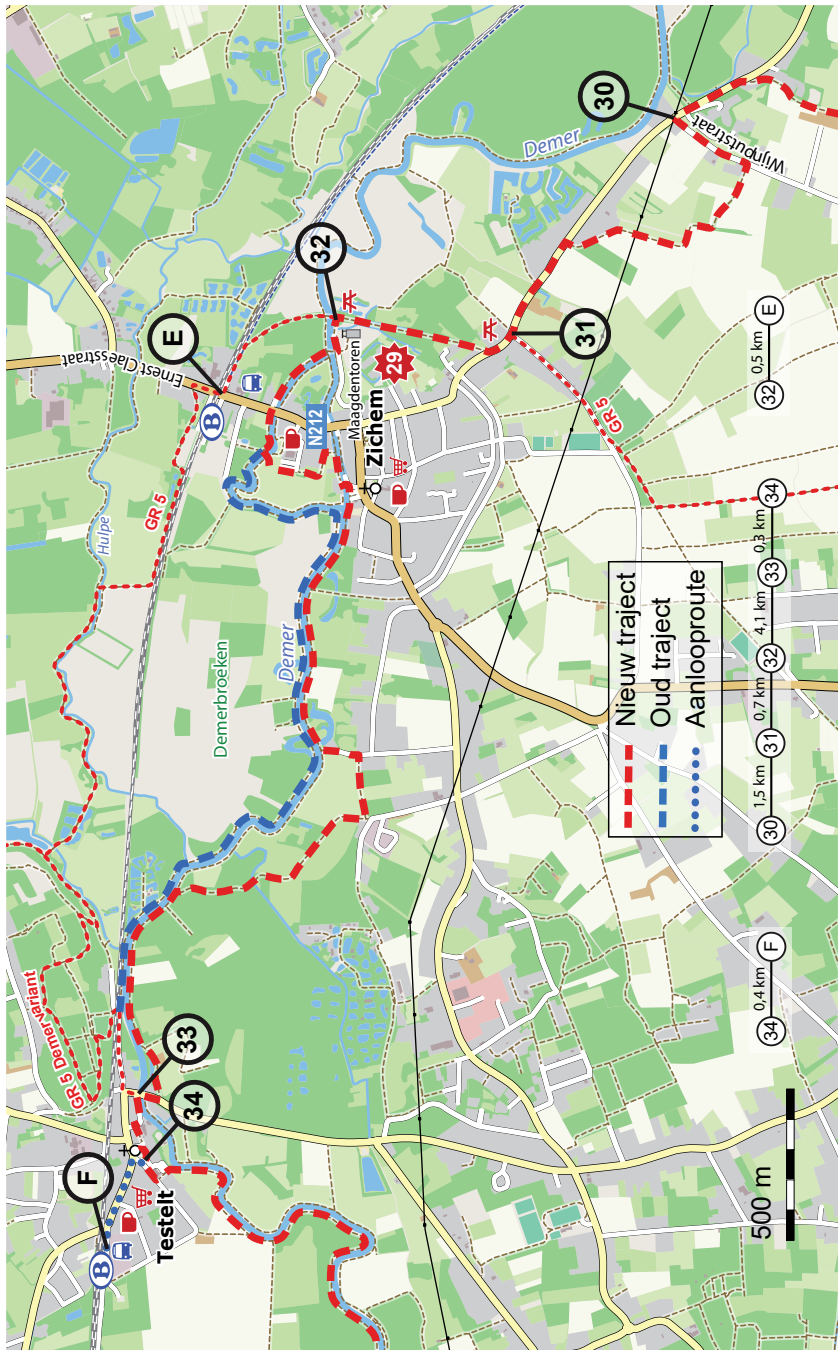 B
F
Testelt
34
33
GR 5 Demervariant
Demerbroeken
Demer
Hulpe
GR 5
Ernest Claesstraat
B
E
N212
Maagdentoren
Zichem
29
32
31
GR 5
Demer
30
Wijnputstraat
Nieuw traject
Oud traject
Aanlooproute
500 m
34 0,4 km F
30 1,5 km 31 0,7 km 32 4,1 km 33 0,3 km 34
32 0,5 km E